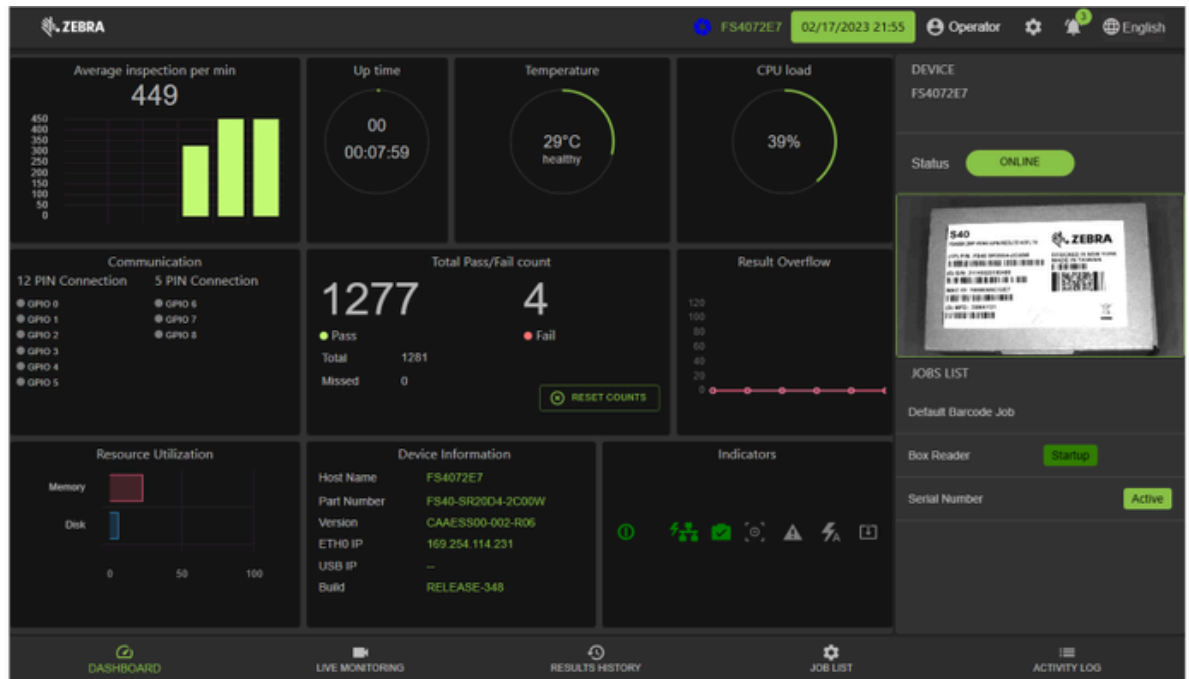 ZEBRA
FS4072E7
02/17/2023 21:55
Operator
3
English
Average inspection per min
449
450
400
350
300
250
200
150
100
50
0
Up time
00
00:07:59
Temperature
29°C
healthy
CPU load
39%
DEVICE
FS4072E7
Status
ONLINE
S40
ZEBRA
Communication
12 PIN Connection 5 PIN Connection
GPIO 0 GPIO 6
GPIO 1 GPIO 7
GPIO 2 GPIO 8
GPIO 3
GPIO 4
GPIO 5
Total Pass/Fail count
1277 4
Pass Fail
Total 1281
Missed 0
RESET COUNTS
Result Overflow
120
100
80
60
40
20
0
JOBS LIST
Default Barcode Job
Box Reader Startup
Serial Number Active
Resource Utilization
Memory
Disk
0 50 100
Device Information
Host Name FS4072E7
Part Number FS40-SR20D4-2C00W
Version CAAESS00-002-R06
ETH0 IP 169.254.114.231
USB IP --
Build RELEASE-348
Indicators
DASHBOARD
LIVE MONITORING
RESULTS HISTORY
JOB LIST
ACTIVITY LOG